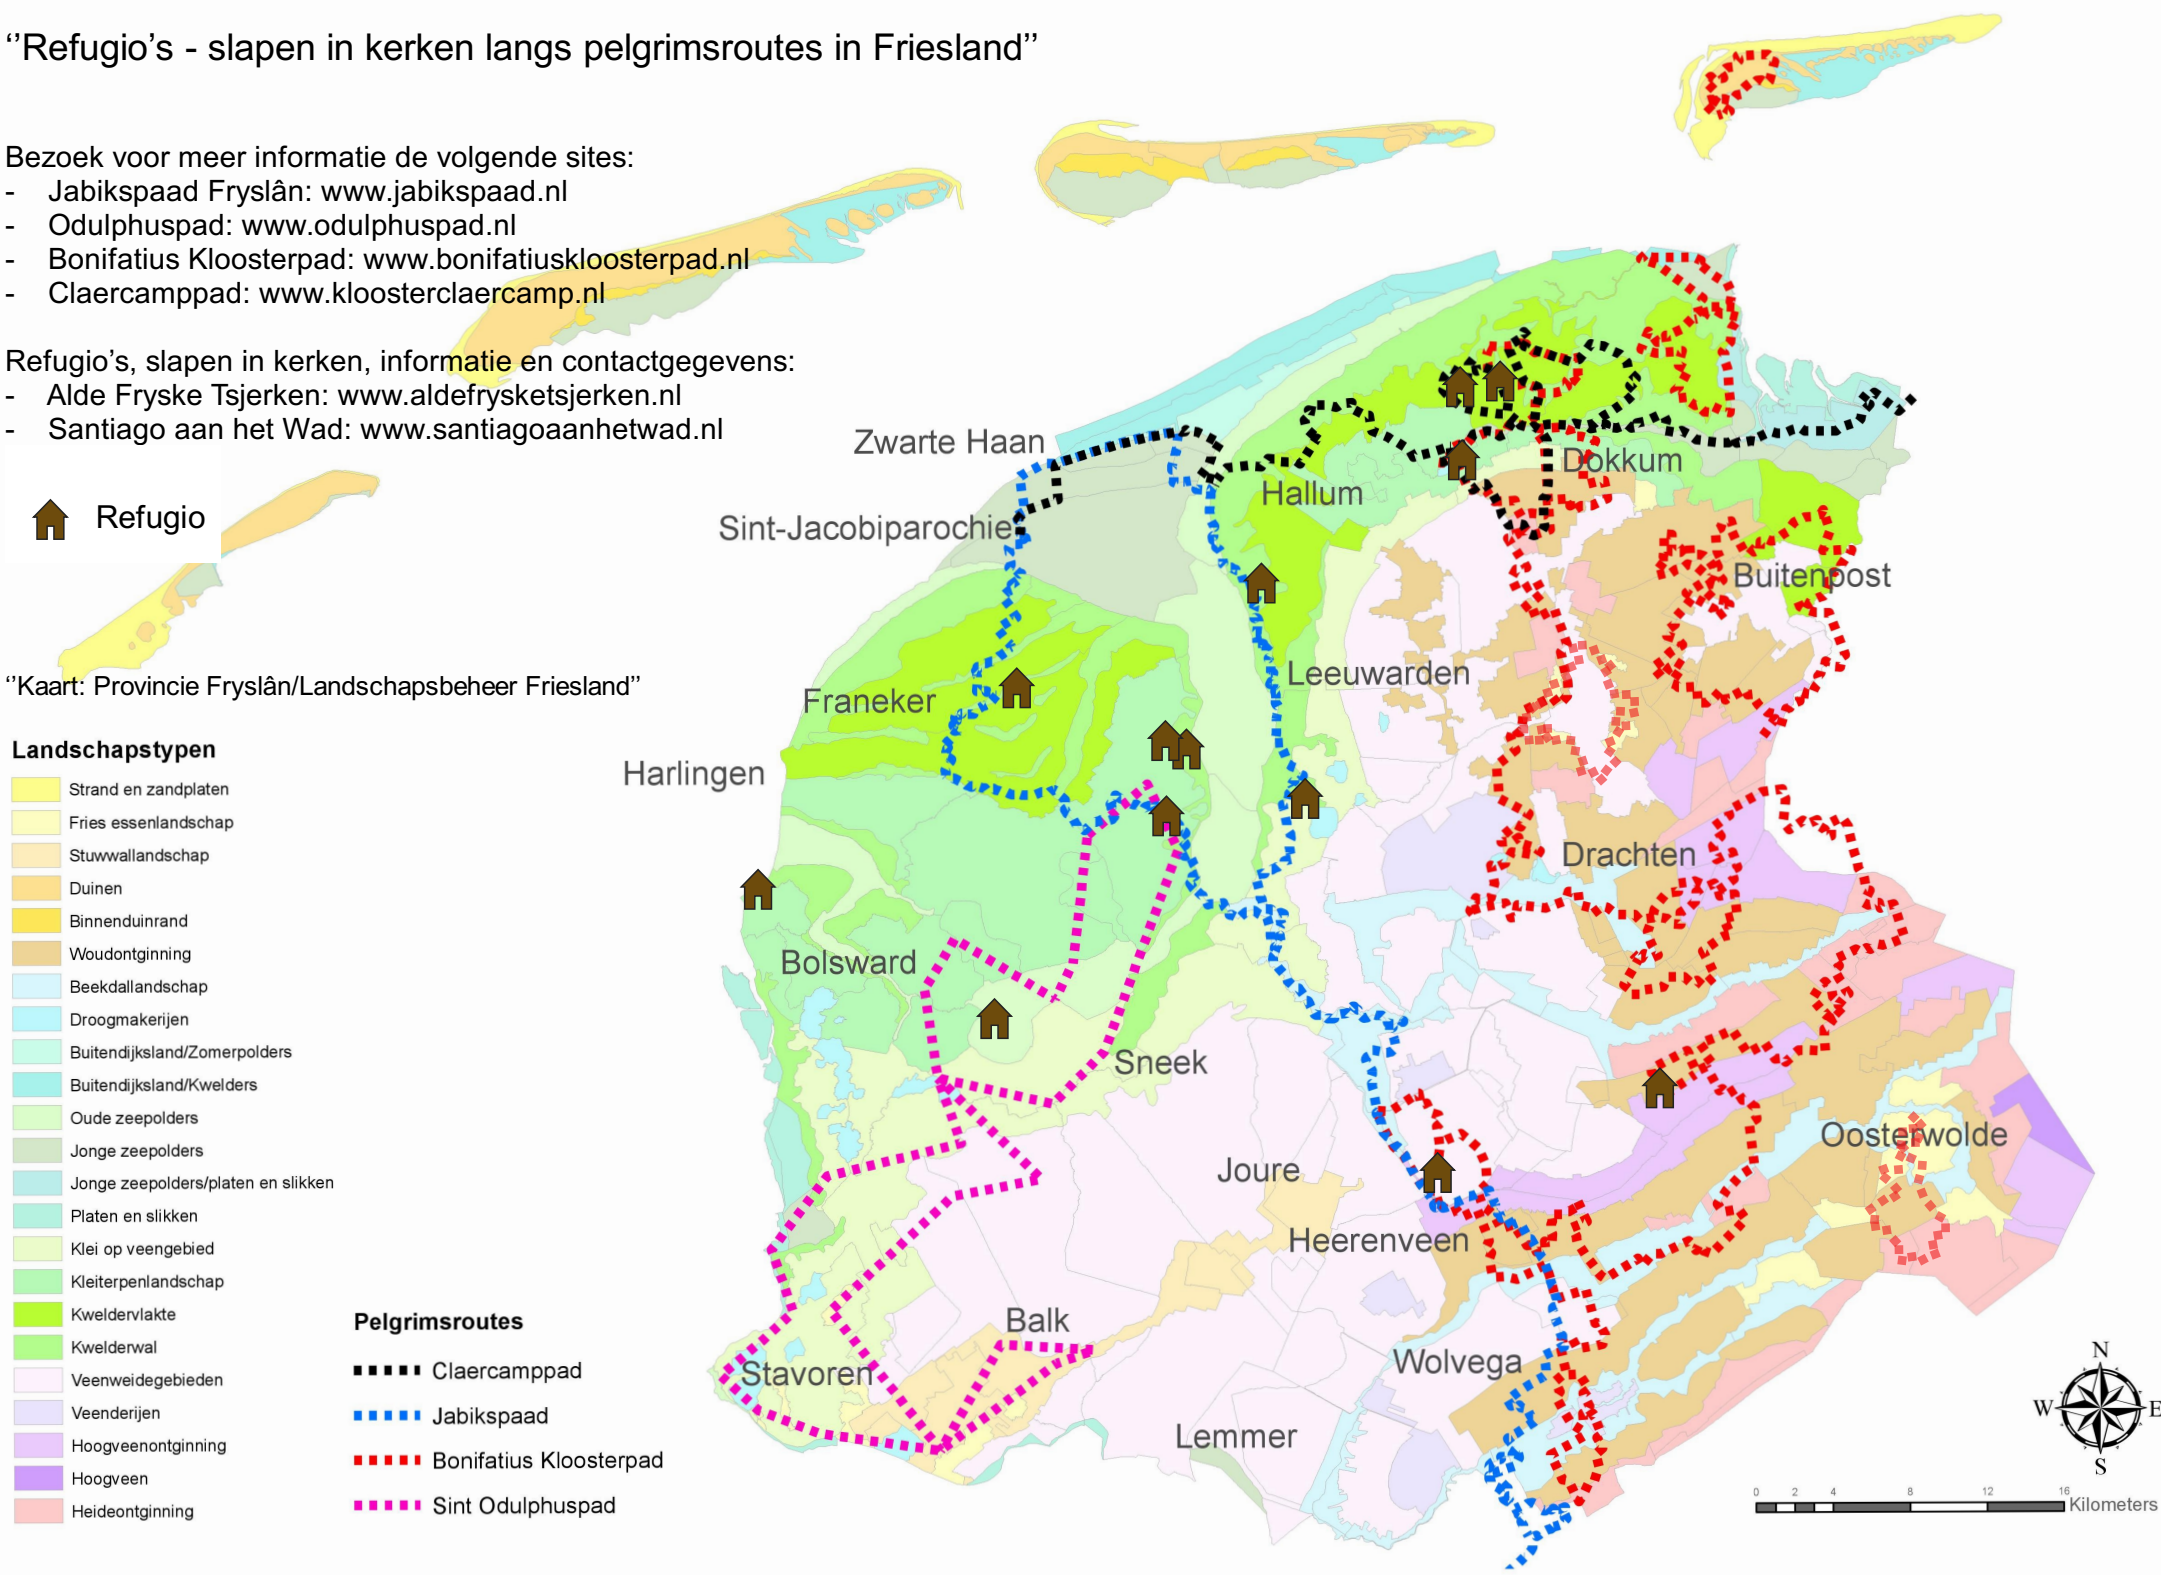 ‘’Refugio’s - slapen in kerken langs pelgrimsroutes in Friesland’’
Bezoek voor meer informatie de volgende sites:
- Jabikspaad Fryslân: www.jabikspaad.nl
- Odulphuspad: www.odulphuspad.nl
- Bonifatius Kloosterpad: www.bonifatiuskloosterpad.nl
- Claercamppad: www.kloosterclaercamp.nl
Refugio’s, slapen in kerken, informatie en contactgegevens:
- Alde Fryske Tsjerken: www.aldefrysketsjerken.nl
- Santiago aan het Wad: www.santiagoaanhetwad.nl
Refugio
‘’Kaart: Provincie Fryslân/Landschapsbeheer Friesland’’
Landschapstypen
Strand en zandplaten
Fries essenlandschap
Stuwwallandschap
Duinen
Binnenduinrand
Woudontginning
Beekdallandschap
Droogmakerijen
Buitendijksland/Zomerpolders
Buitendijksland/Kwelders
Oude zeepolders
Jonge zeepolders
Jonge zeepolders/platen en slikken
Platen en slikken
Klei op veengebied
Kleiterpenlandschap
Kweldervlakte
Kwelderwal
Veenweidegebieden
Veenderijen
Hoogveenontginning
Hoogveen
Heideontginning
Pelgrimsroutes
Claercamppad
Jabikspaad
Bonifatius Kloosterpad
Sint Odulphuspad
Zwarte Haan
Dokkum
Hallum
Sint-Jacobiparochie
Buitenpost
Leeuwarden
Franeker
Harlingen
Drachten
Bolsward
Sneek
Oosterwolde
Joure
Heerenveen
Balk
Stavoren
Wolvega
Lemmer
N
W E
S
0 2 4 8 12 16
Kilometers